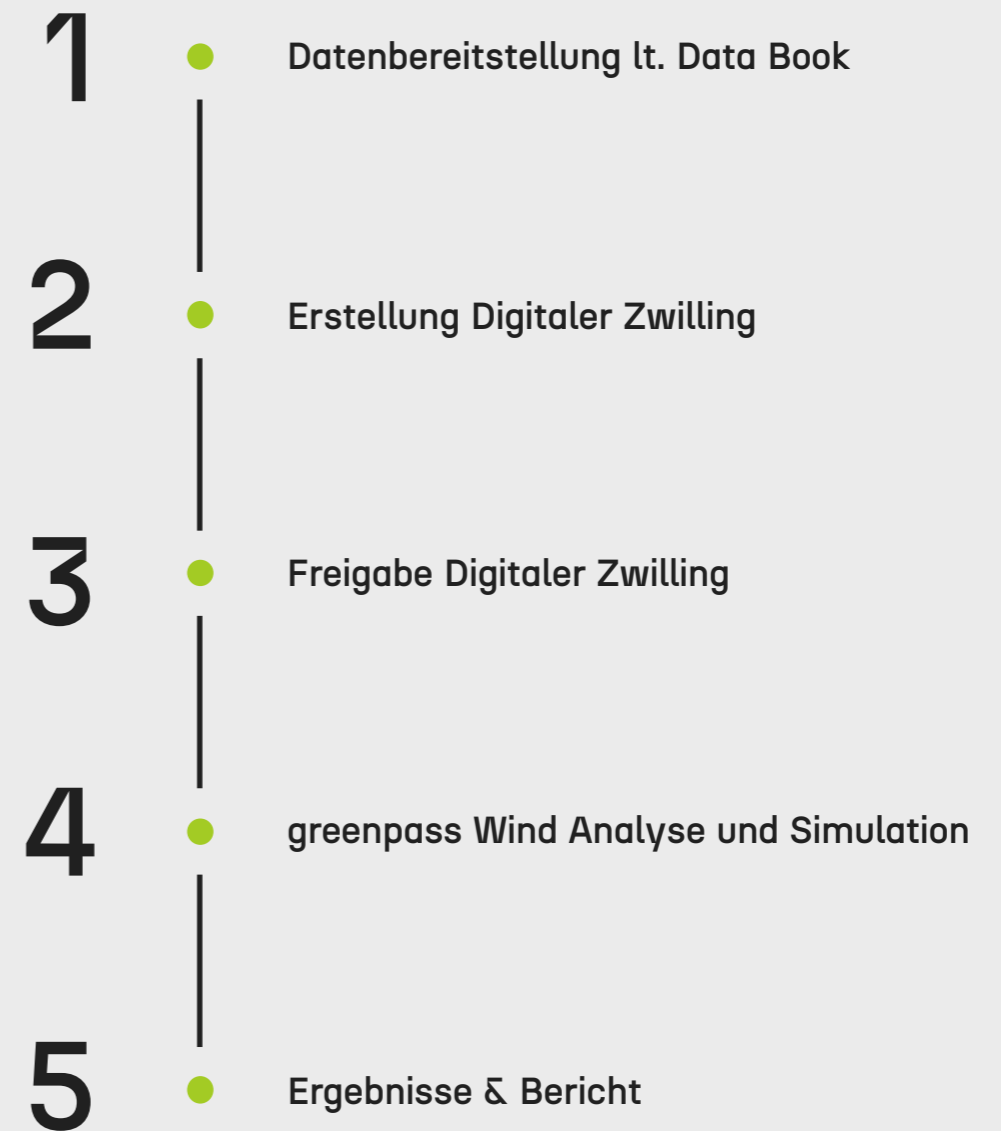 1 Datenbereitstellung lt. Data Book
2 Erstellung Digitaler Zwilling
3 Freigabe Digitaler Zwilling
4 greenpass Wind Analyse und Simulation
5 Ergebnisse & Bericht